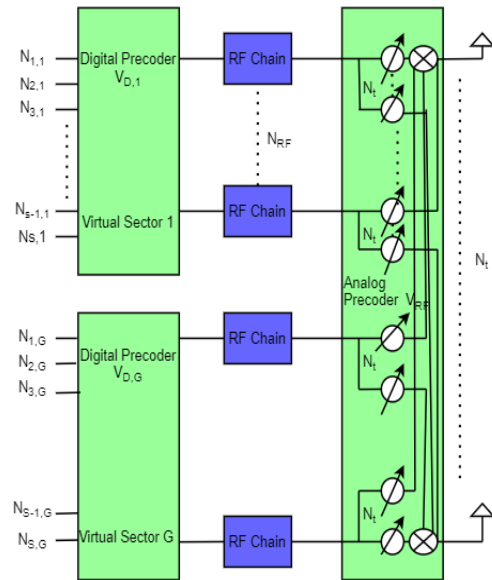 N1,1
N2,1
N3,1
Ns-1,1
Ns,1
Digital Precoder
VD,1
Virtual Sector 1
RF Chain
NRF
RF Chain
Nt
Nt
Analog
Precoder VRF
Nt
N1,G
N2,G
N3,G
NS-1,G
NS,G
Digital Precoder
VD,G
Virtual Sector G
RF Chain
RF Chain
Nt
Nt